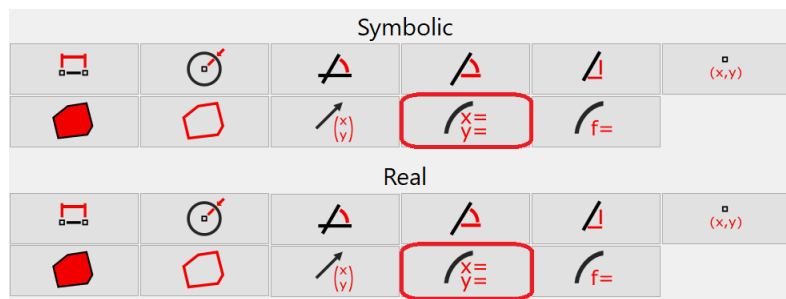 Symbolic
(x,y)
(x y) x= y= f=
Real
(x,y)
(x y) x= y= f=